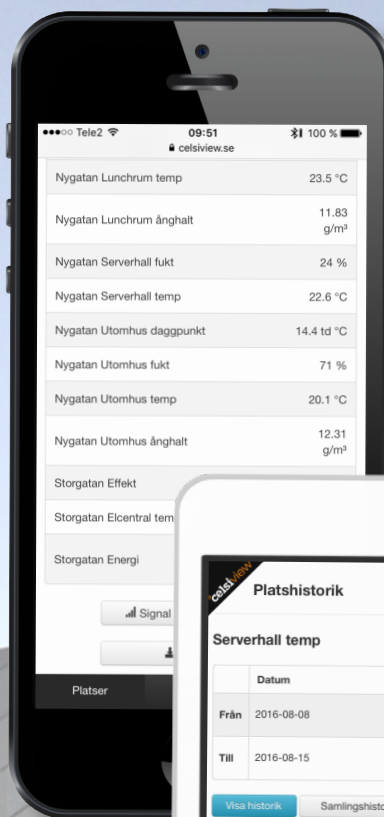 Tele2 09:51 100 %
celsiview.se
Nygatan Lunchrum temp 23.5 °C
Nygatan Lunchrum ånghalt 11.83 g/m³
Nygatan Serverhall fukt 24 %
Nygatan Serverhall temp 22.6 °C
Nygatan Utomhus daggpunkt 14.4 td °C
Nygatan Utomhus fukt 71 %
Nygatan Utomhus temp 20.1 °C
Nygatan Utomhus ånghalt 12.31 g/m³
Storgatan Effekt
Storgatan Elcentral tem
Storgatan Energi
Signal
Platser
celsiview
Platshistorik
Serverhall temp
Datum
Från 2016-08-08
Till 2016-08-15
Visa historik Samlingshisto